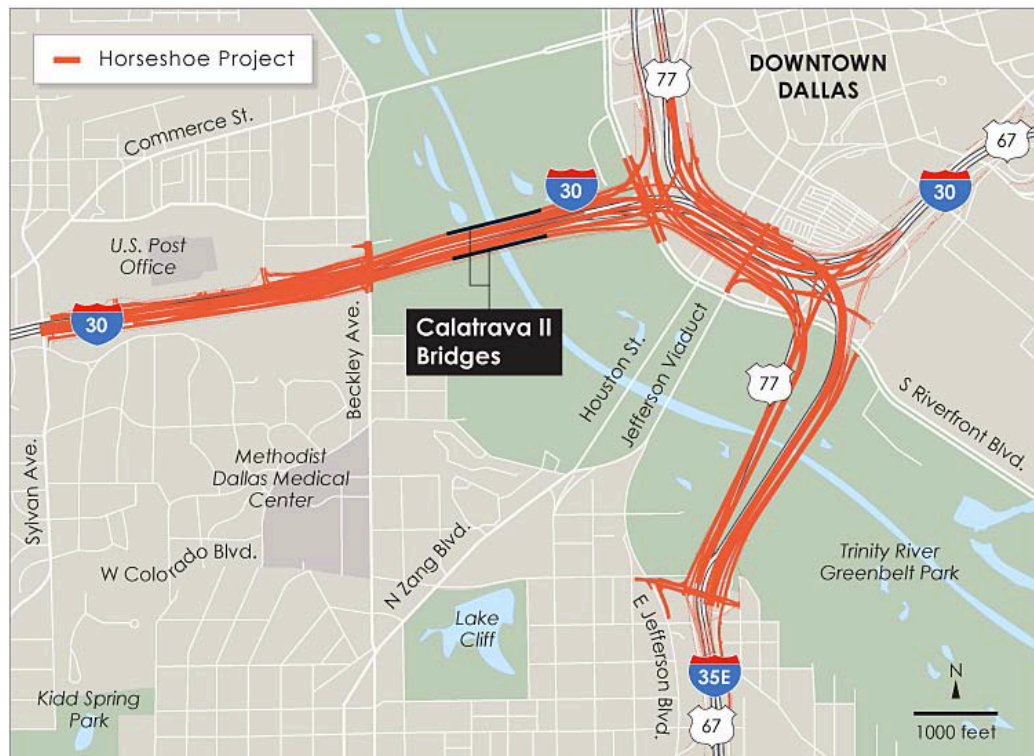 Horseshoe Project
77
DOWNTOWN
DALLAS
67
Commerce St.
30
30
U.S. Post
Office
30
Calatrava II
Bridges
Beckley Ave.
Houston St.
Jefferson Viaduct
77
S Riverfront Blvd.
Sylvan Ave.
Methodist
Dallas Medical
Center
W Colorado Blvd.
N Zang Blvd.
Trinity River
Greenbelt Park
Lake
Cliff
E Jefferson Blvd.
35E
67
Kidd Spring
Park
N
1000 feet